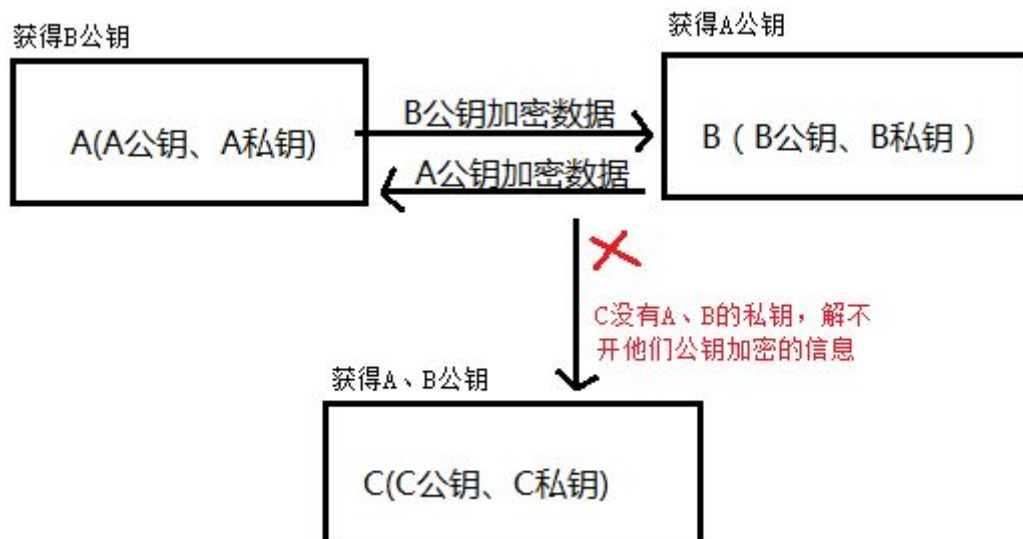 获得B公钥
获得A公钥
A(A公钥、A私钥)
B公钥加密数据
B（B公钥、B私钥）
A公钥加密数据
C没有A、B的私钥，解不
开他们公钥加密的信息
获得A、B公钥
C(C公钥、C私钥)